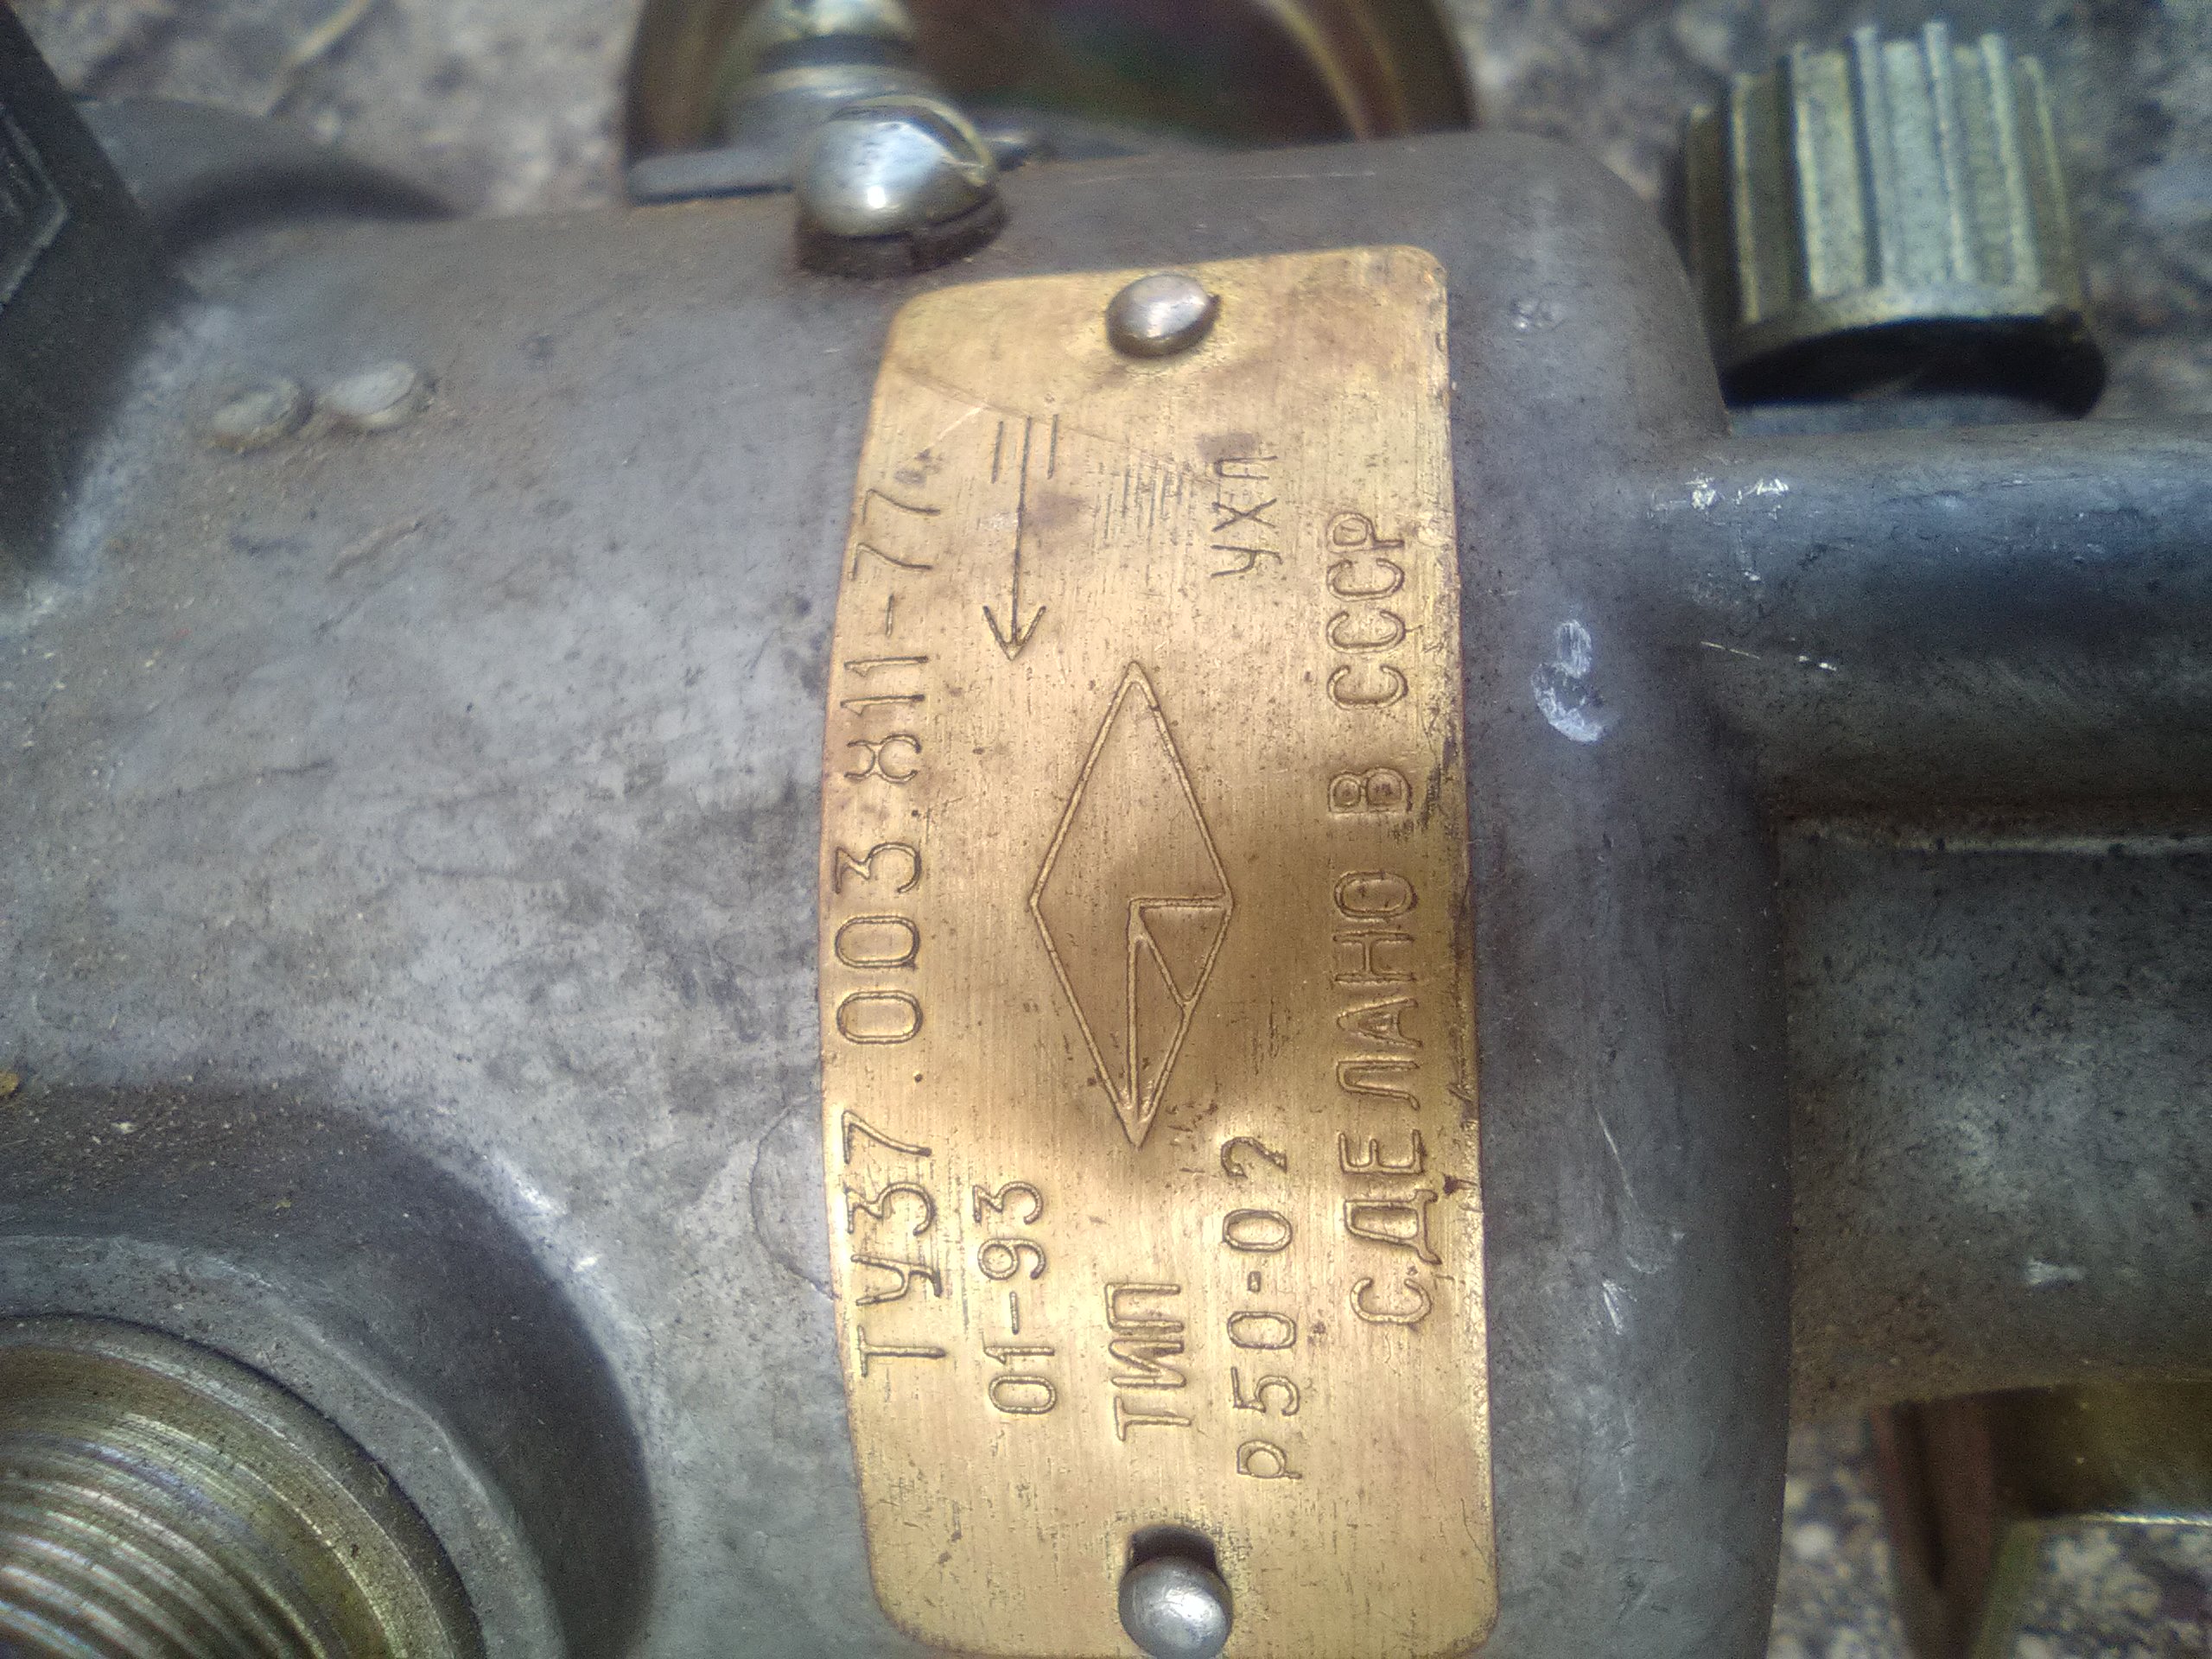 ТУ37.003.811-77
01-93
ТИП
Р50-02
УХЛ
СДЕЛАНО В СССР